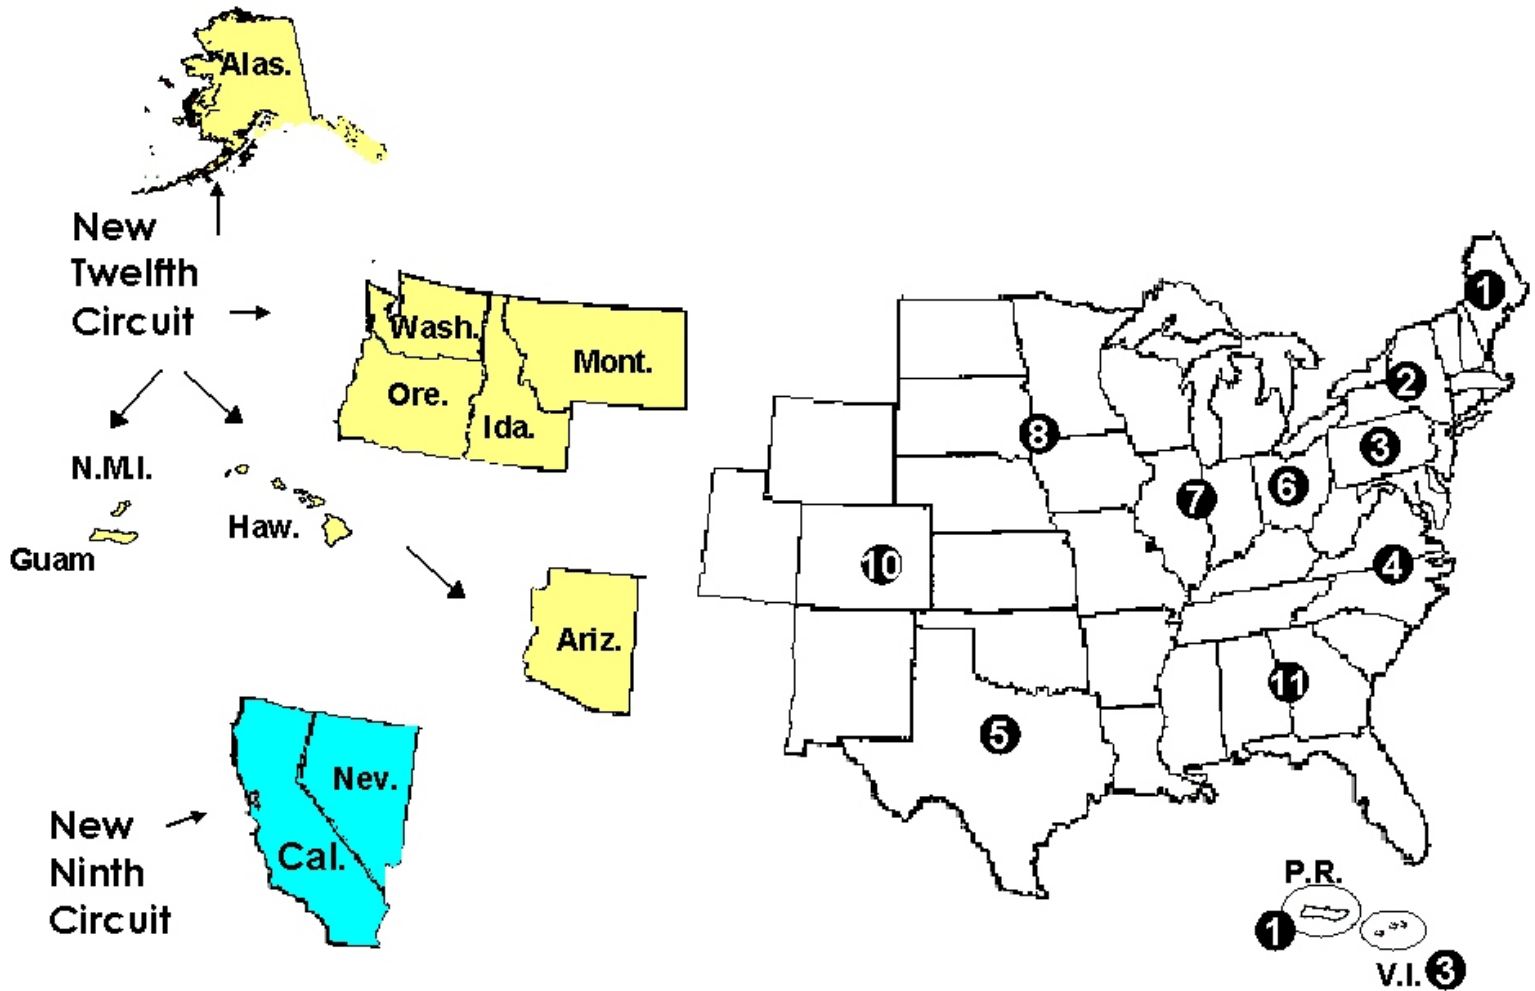 Alas.
New
Twelfth
Circuit
Wash.
Mont.
Ore.
Ida.
N.M.I.
Haw.
Guam
Ariz.
New
Ninth
Circuit
Nev.
Cal.
1
2
3
8
6
7
10
4
11
5
P.R.
1
V.I. 3